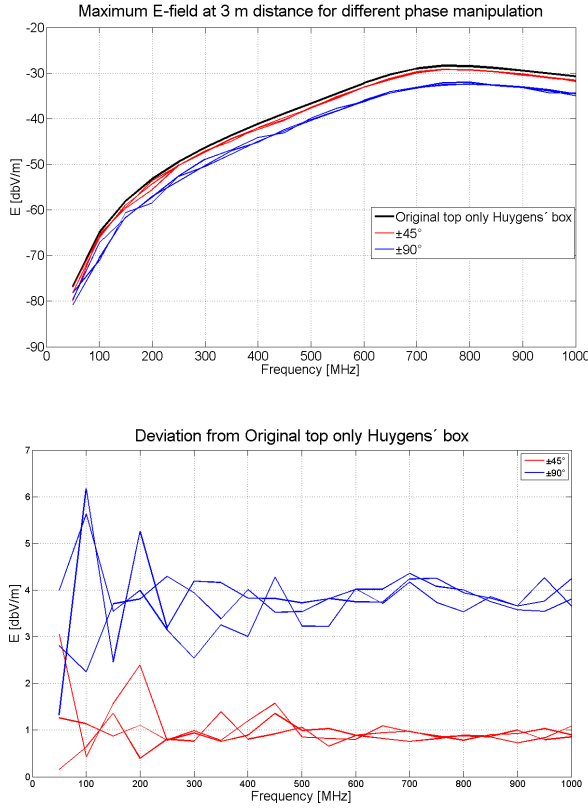 Maximum E-field at 3 m distance for different phase manipulation
-20
-30
-40
-50
-60
-70
-80
-90
E [dbV/m]
Original top only Huygens´ box
±45°
±90°
100 200 300 400 500 600 700 800 900 1000
Frequency [MHz]
Deviation from Original top only Huygens´ box
7
6
5
4
3
2
1
0
E [dbV/m]
±45°
±90°
0 100 200 300 400 500 600 700 800 900 1000
Frequency [MHz]